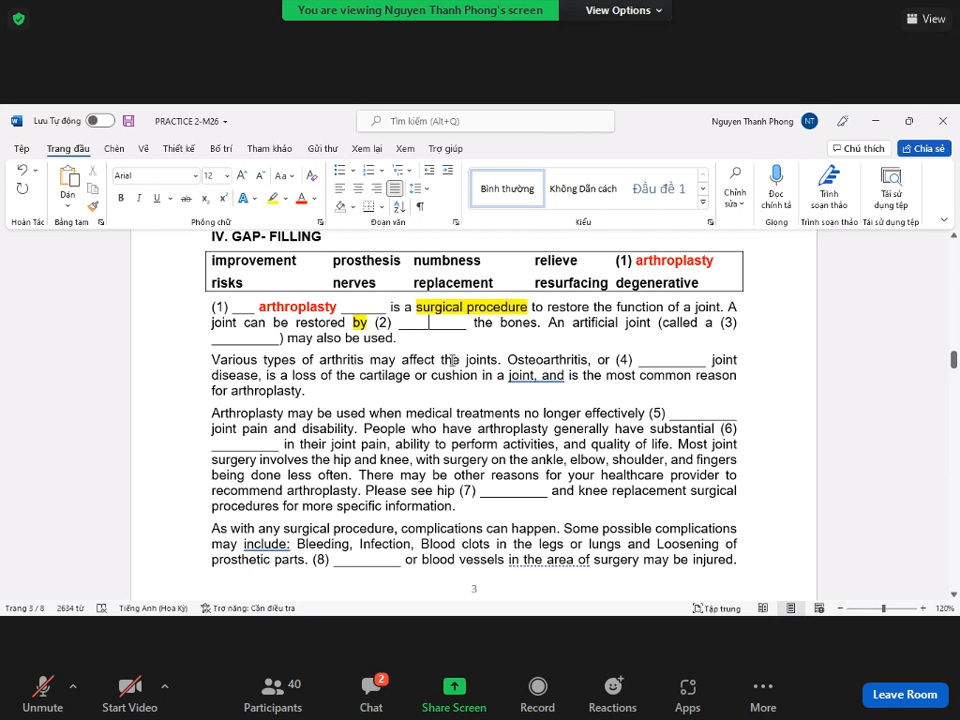 You are viewing Nguyen Thanh Phong's screen View Options
View
Lưu Tự động PRACTICE 2-M26 Tìm kiếm (Alt+Q) Nguyen Thanh Phong NT
Tệp Trang đầu Chèn Vẽ Thiết kế Bố trí Tham khảo Gửi thư Xem lại Xem Trợ giúp Chú thích Chia sẻ
Arial 12 Aa
Dán
Bình thường Không Dãn cách Đầu đề 1
Chỉnh sửa
Đọc chính tả
Trình soạn thảo
Tái sử dụng tệp
Hoàn Tác Bảng tạm Phông chữ Đoạn văn Kiểu Giọng Trình soạn thảo Tái sử dụng tệp
IV. GAP- FILLING
improvement prosthesis numbness relieve (1) arthroplasty
risks nerves replacement resurfacing degenerative
(1) ___ arthroplasty ______ is a surgical procedure to restore the function of a joint. A
joint can be restored by (2) _________ the bones. An artificial joint (called a (3)
_________) may also be used.
Various types of arthritis may affect the joints. Osteoarthritis, or (4) _________ joint
disease, is a loss of the cartilage or cushion in a joint, and is the most common reason
for arthroplasty.
Arthroplasty may be used when medical treatments no longer effectively (5) _________
joint pain and disability. People who have arthroplasty generally have substantial (6)
_________ in their joint pain, ability to perform activities, and quality of life. Most joint
surgery involves the hip and knee, with surgery on the ankle, elbow, shoulder, and fingers
being done less often. There may be other reasons for your healthcare provider to
recommend arthroplasty. Please see hip (7) _________ and knee replacement surgical
procedures for more specific information.
As with any surgical procedure, complications can happen. Some possible complications
may include: Bleeding, Infection, Blood clots in the legs or lungs and Loosening of
prosthetic parts. (8) _________ or blood vessels in the area of surgery may be injured.
3
Trang 3 / 8 2634 từ Tiếng Anh (Hoa Kỳ) Trợ năng: Cần điều tra Tập trung 120%
Unmute Start Video Participants 40 Chat 2 Share Screen Record Reactions Apps More Leave Room